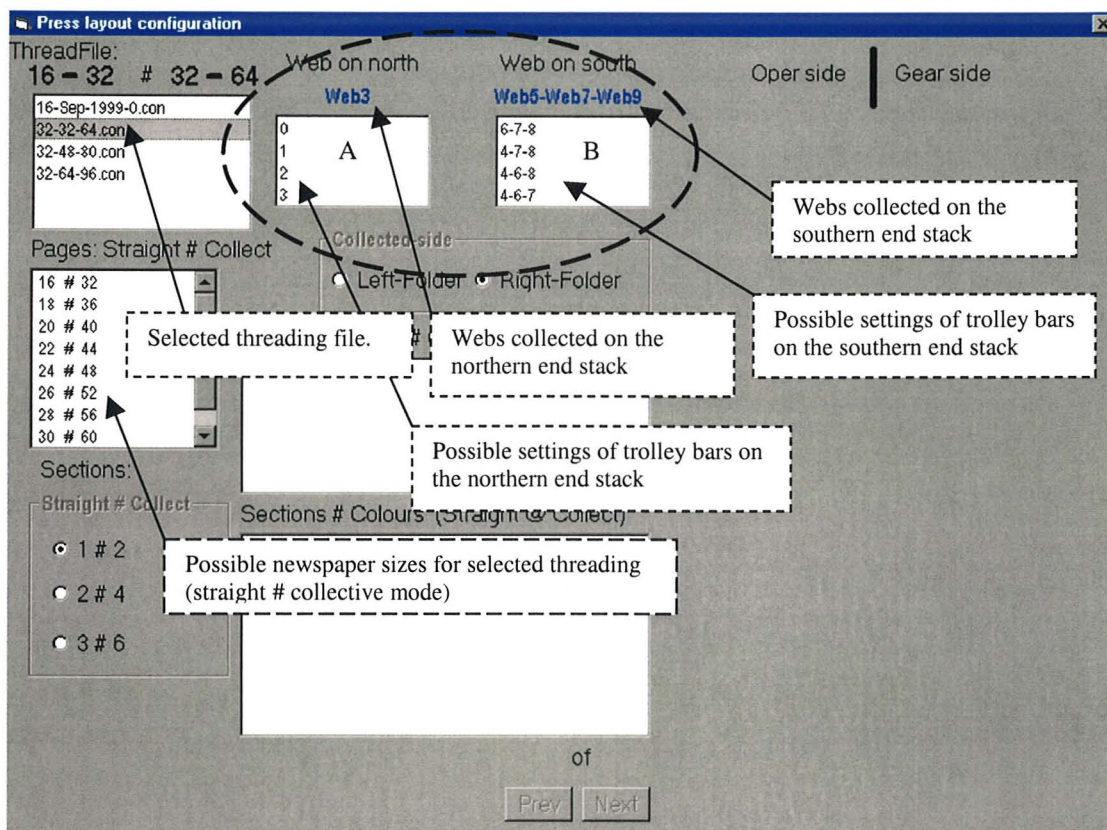 Press layout configuration
ThreadFile:
16 - 32 # 32 - 64
16-Sep-1999-0.con
32-32-64.con
32-48-80.con
32-64-96.con
Web on north
Web3
0
1
2
3
A
Web on south
Web5-Web7-Web9
6-7-8
4-7-8
4-6-8
4-6-7
B
Oper side
Gear side
Webs collected on the
southern end stack
Pages: Straight # Collect
16 # 32
18 # 36
20 # 40
22 # 44
24 # 48
26 # 52
28 # 56
30 # 60
Collected-side
Left-Folder
Right-Folder
Selected threading file.
#
Webs collected on the
northern end stack
Possible settings of trolley bars
on the southern end stack
Possible settings of trolley bars on
the northern end stack
Sections:
Straight # Collect
1 # 2
2 # 4
3 # 6
Sections # Colours (Straight @ Collect)
Possible newspaper sizes for selected threading
(straight # collective mode)
of
Prev
Next